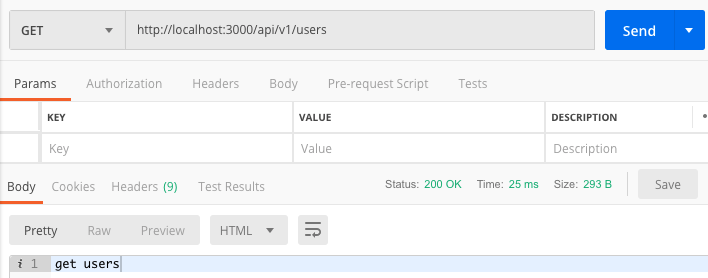 GET http://localhost:3000/api/v1/users Send
Params Authorization Headers Body Pre-request Script Tests
KEY VALUE DESCRIPTION
Key Value Description
Body Cookies Headers (9) Test Results Status: 200 OK Time: 25 ms Size: 293 B Save
Pretty Raw Preview HTML
i 1 get users